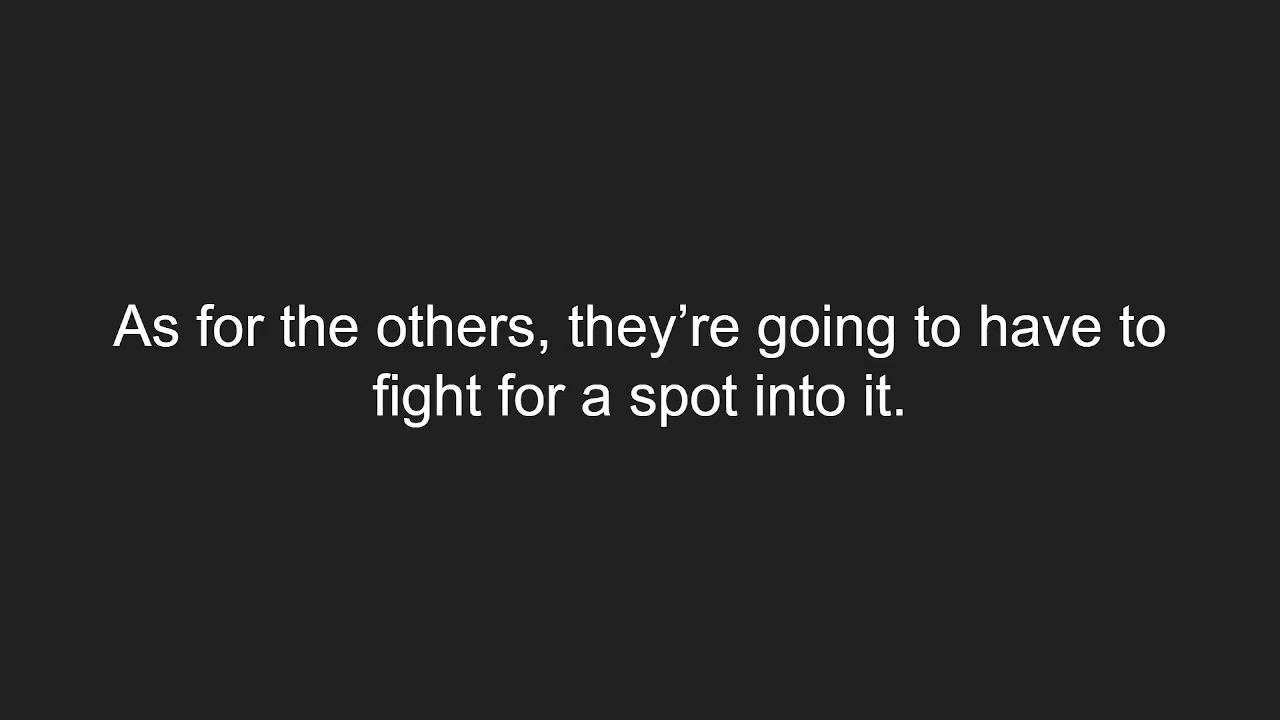 As for the others, they’re going to have to
fight for a spot into it.